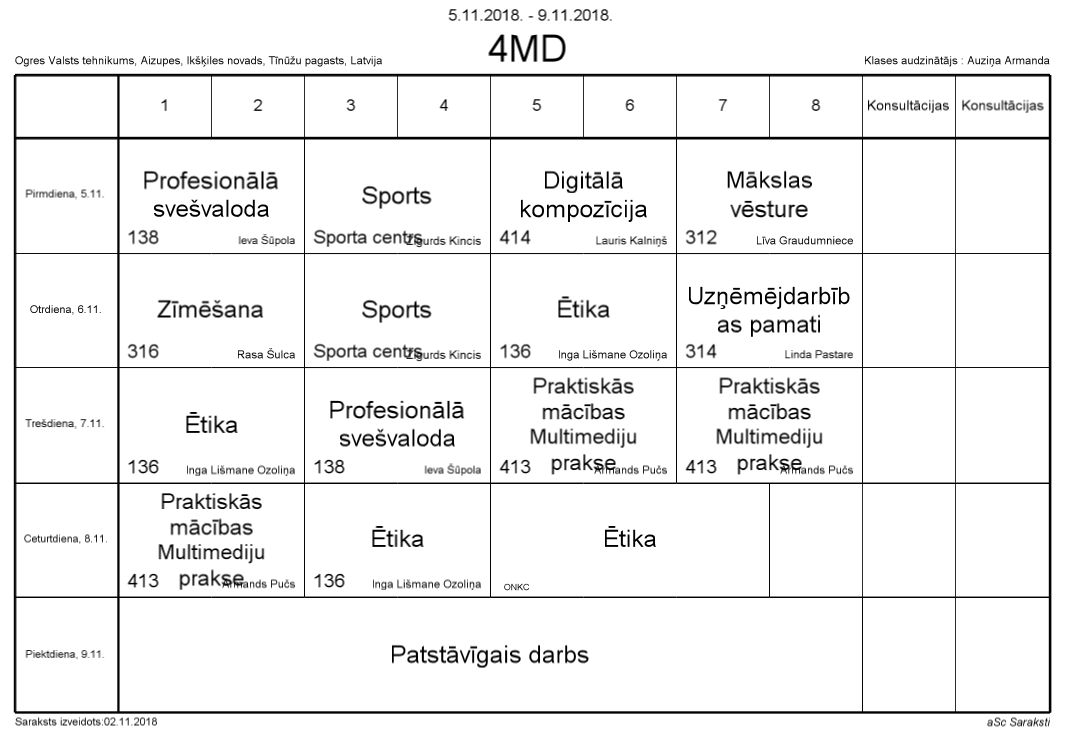 5.11.2018. - 9.11.2018.
4MD
Ogres Valsts tehnikums, Aizupes, Ikšķiles novads, Tīnūžu pagasts, Latvija
Klases audzinātājs : Auziņa Armanda
1 2 3 4 5 6 7 8 Konsultācijas Konsultācijas
Pirmdiena, 5.11.
Profesionālā
svešvaloda
138 Ieva Šūpola
Sports
Sporta centrs Zigurds Kincis
Digitālā
kompozīcija
414 Lauris Kalniņš
Mākslas
vēsture
312 Līva Graudumniece
Otrdiena, 6.11.
Zīmēšana
316 Rasa Šulca
Sports
Sporta centrs Zigurds Kincis
Ētika
136 Inga Lišmane Ozoliņa
Uzņēmējdarbīb
as pamati
314 Linda Pastare
Trešdiena, 7.11.
Ētika
136 Inga Lišmane Ozoliņa
Profesionālā
svešvaloda
138 Ieva Šūpola
Praktiskās
mācības
Multimediju
prakse
413 Armands Pučs
Praktiskās
mācības
Multimediju
prakse
413 Armands Pučs
Ceturtdiena, 8.11.
Praktiskās
mācības
Multimediju
prakse
413 Armands Pučs
Ētika
136 Inga Lišmane Ozoliņa
Ētika
ONKC
Piektdiena, 9.11.
Patstāvīgais darbs
Saraksts izveidots:02.11.2018
aSc Saraksti